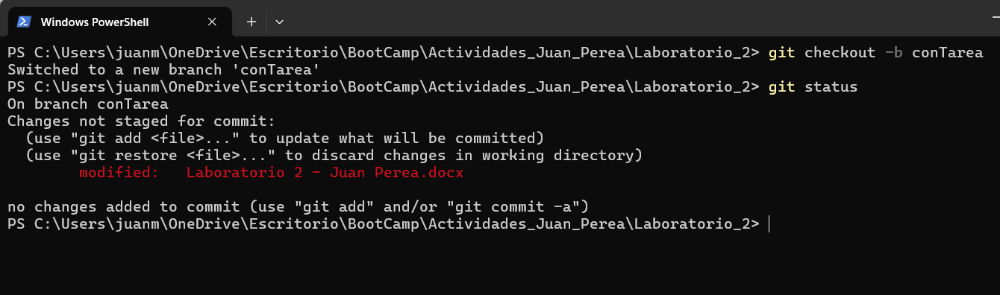 Windows PowerShell
PS C:\Users\juanm\OneDrive\Escritorio\BootCamp\Actividades_Juan_Perea\Laboratorio_2> git checkout -b conTarea
Switched to a new branch 'conTarea'
PS C:\Users\juanm\OneDrive\Escritorio\BootCamp\Actividades_Juan_Perea\Laboratorio_2> git status
On branch conTarea
Changes not staged for commit:
  (use "git add <file>..." to update what will be committed)
  (use "git restore <file>..." to discard changes in working directory)
        modified:   Laboratorio 2 - Juan Perea.docx
no changes added to commit (use "git add" and/or "git commit -a")
PS C:\Users\juanm\OneDrive\Escritorio\BootCamp\Actividades_Juan_Perea\Laboratorio_2>